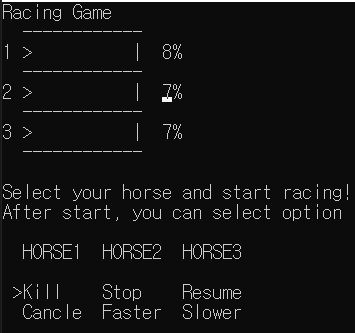 Racing Game
------------
1 >          |  8%
------------
2 >          |  7%
------------
3 >          |  7%
------------
Select your horse and start racing!
After start, you can select option
HORSE1  HORSE2  HORSE3
>Kill    Stop    Resume
Cancle  Faster  Slower